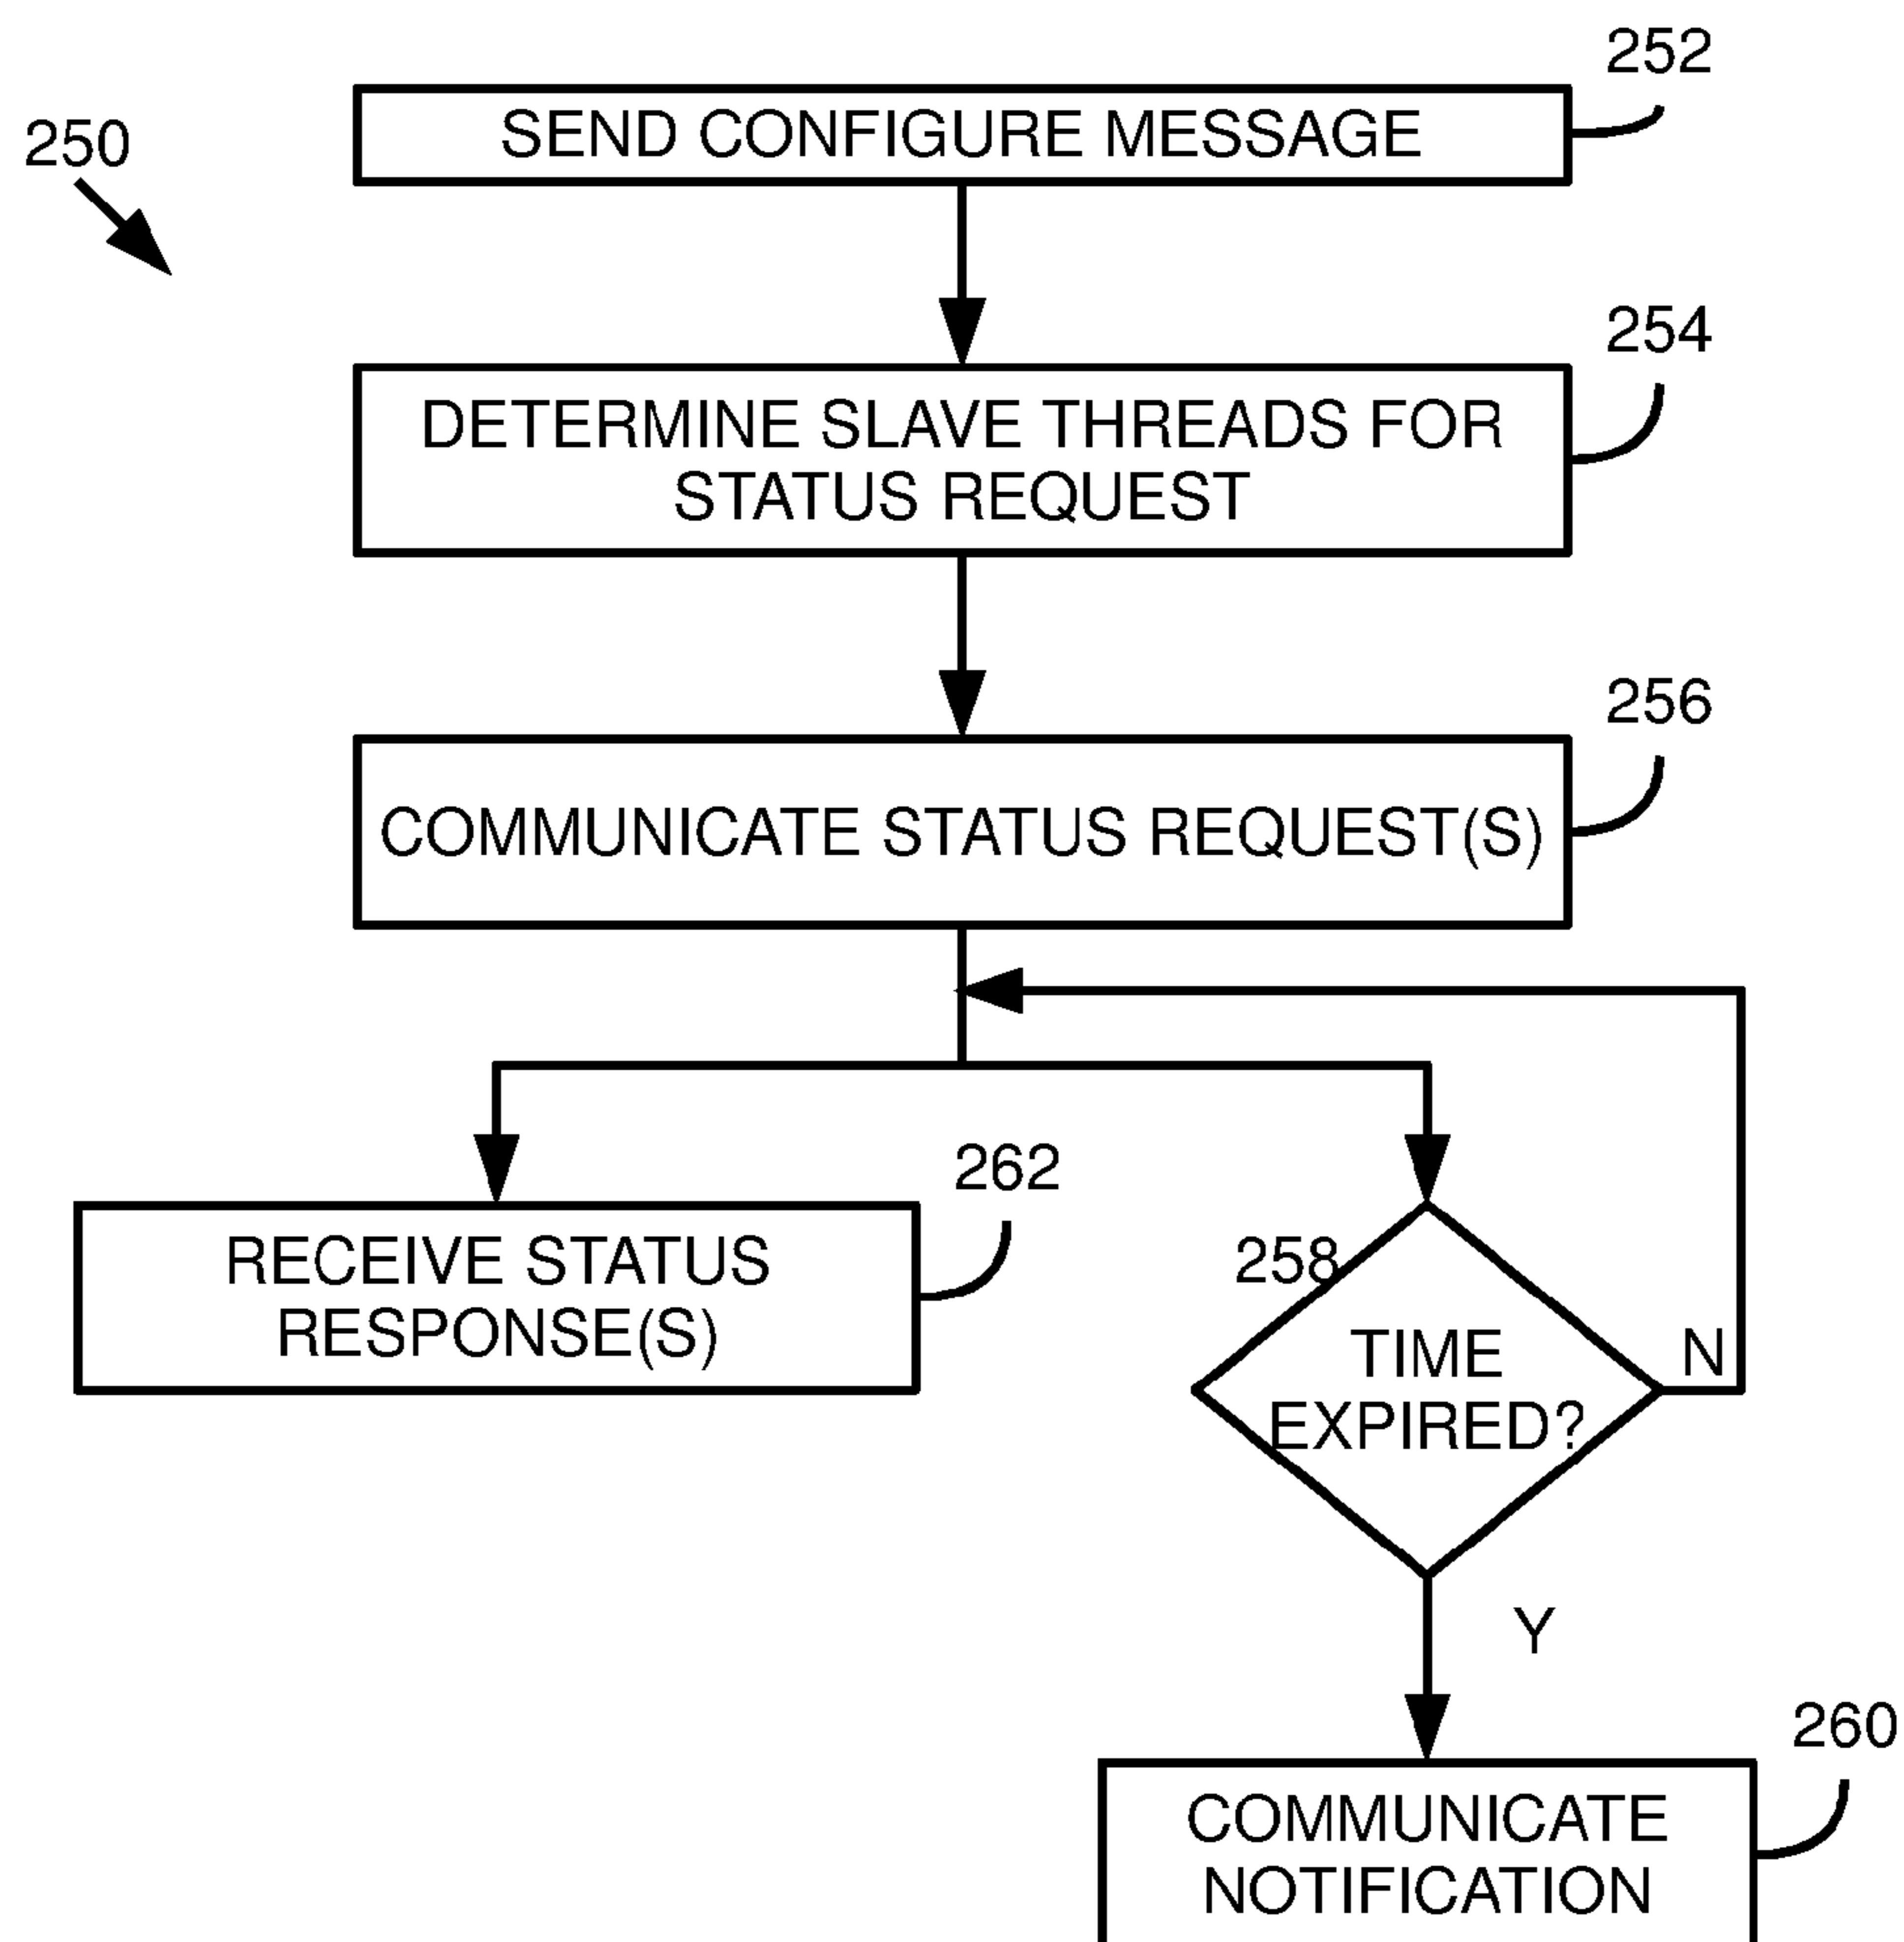 252
SEND CONFIGURE MESSAGE
250
254
DETERMINE SLAVE THREADS FOR
STATUS REQUEST
256
COMMUNICATE STATUS REQUEST(S)
262
RECEIVE STATUS
RESPONSE(S)
258
TIME
EXPIRED?
N
Y
260
COMMUNICATE
NOTIFICATION